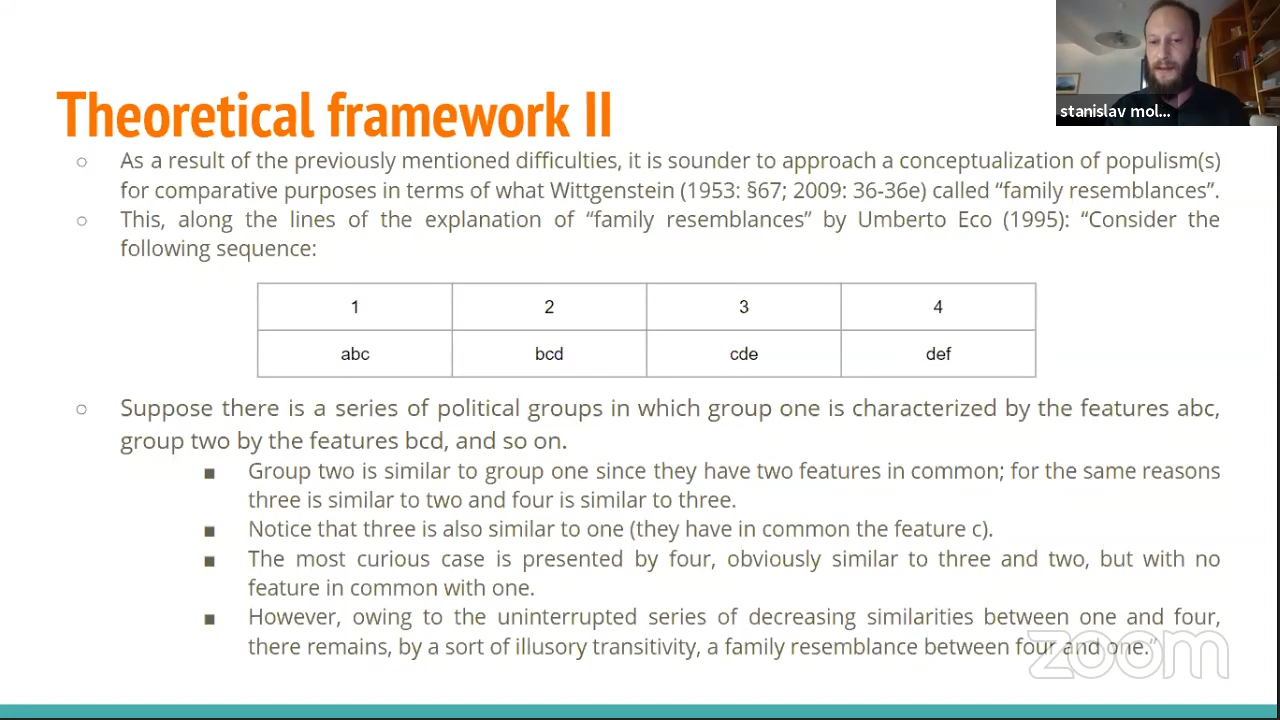 stanislav mol...
Theoretical framework II
○ As a result of the previously mentioned difficulties, it is sounder to approach a conceptualization of populism(s)
for comparative purposes in terms of what Wittgenstein (1953: §67; 2009: 36-36e) called “family resemblances”.
○ This, along the lines of the explanation of “family resemblances” by Umberto Eco (1995): “Consider the
following sequence:
1 2 3 4
abc bcd cde def
○ Suppose there is a series of political groups in which group one is characterized by the features abc,
group two by the features bcd, and so on.
■ Group two is similar to group one since they have two features in common; for the same reasons
three is similar to two and four is similar to three.
■ Notice that three is also similar to one (they have in common the feature c).
■ The most curious case is presented by four, obviously similar to three and two, but with no
feature in common with one.
■ However, owing to the uninterrupted series of decreasing similarities between one and four,
there remains, by a sort of illusory transitivity, a family resemblance between four and one.”
zoom